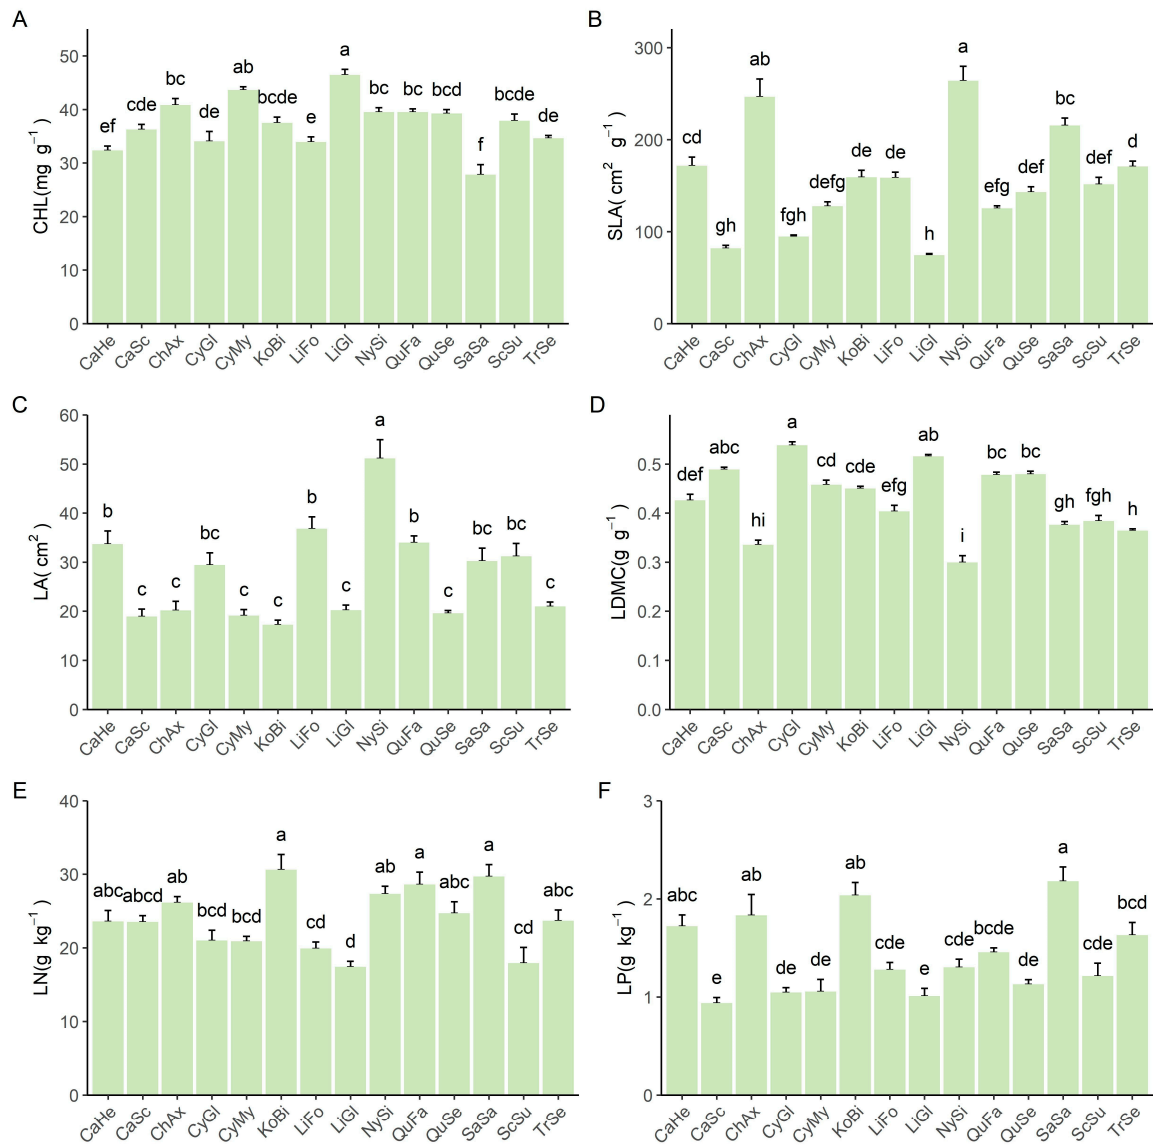 A
CHL(mg g⁻¹)
50
40
30
20
10
0
ef cde bc de ab bcde e a bc bc bcd f bcde de
CaHe CaSc ChAx CyGl CyMy KoBi LiFo LiGl NySi QuFa QuSe SaSa ScSu TrSe
B
SLA(cm² g⁻¹)
300
200
100
0
cd gh ab fgh defg de de h a efg def bc def d
CaHe CaSc ChAx CyGl CyMy KoBi LiFo LiGl NySi QuFa QuSe SaSa ScSu TrSe
C
LA(cm²)
60
50
40
30
20
10
0
b c c bc c c b c a b c bc bc c
CaHe CaSc ChAx CyGl CyMy KoBi LiFo LiGl NySi QuFa QuSe SaSa ScSu TrSe
D
LDMC(g g⁻¹)
0.5
0.4
0.3
0.2
0.1
0.0
def abc hi a cd cde efg ab i bc bc gh fgh h
CaHe CaSc ChAx CyGl CyMy KoBi LiFo LiGl NySi QuFa QuSe SaSa ScSu TrSe
E
LN(g kg⁻¹)
40
30
20
10
0
abc abcd ab bcd bcd a cd d ab a abc a cd abc
CaHe CaSc ChAx CyGl CyMy KoBi LiFo LiGl NySi QuFa QuSe SaSa ScSu TrSe
F
LP(g kg⁻¹)
3
2
1
0
abc e ab de de ab cde e cde bcde de a cde bcd
CaHe CaSc ChAx CyGl CyMy KoBi LiFo LiGl NySi QuFa QuSe SaSa ScSu TrSe